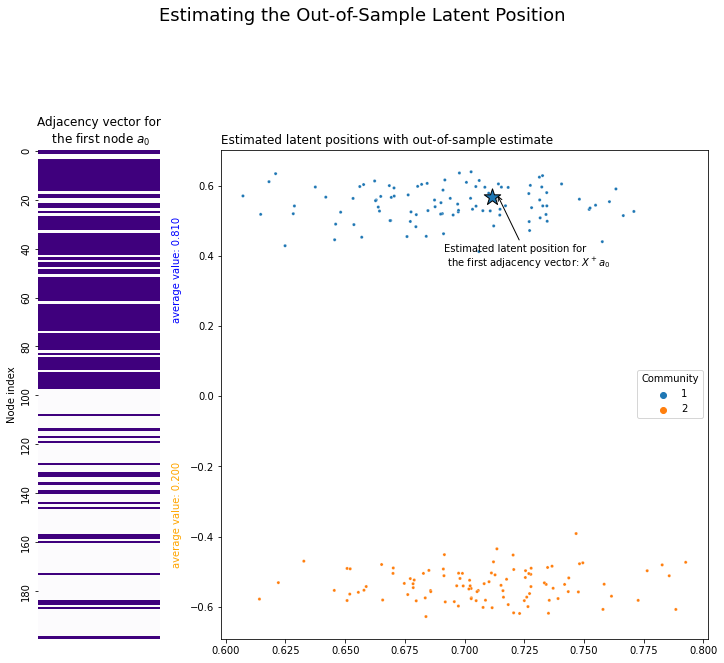 Estimating the Out-of-Sample Latent Position
Adjacency vector for
the first node a₀
Node index
0
20
40
60
80
100
120
140
160
180
average value: 0.810
average value: 0.200
Estimated latent positions with out-of-sample estimate
0.6
0.4
0.2
0.0
−0.2
−0.4
−0.6
0.600
0.625
0.650
0.675
0.700
0.725
0.750
0.775
0.800
Estimated latent position for
the first adjacency vector: X⁺a₀
Community
1
2